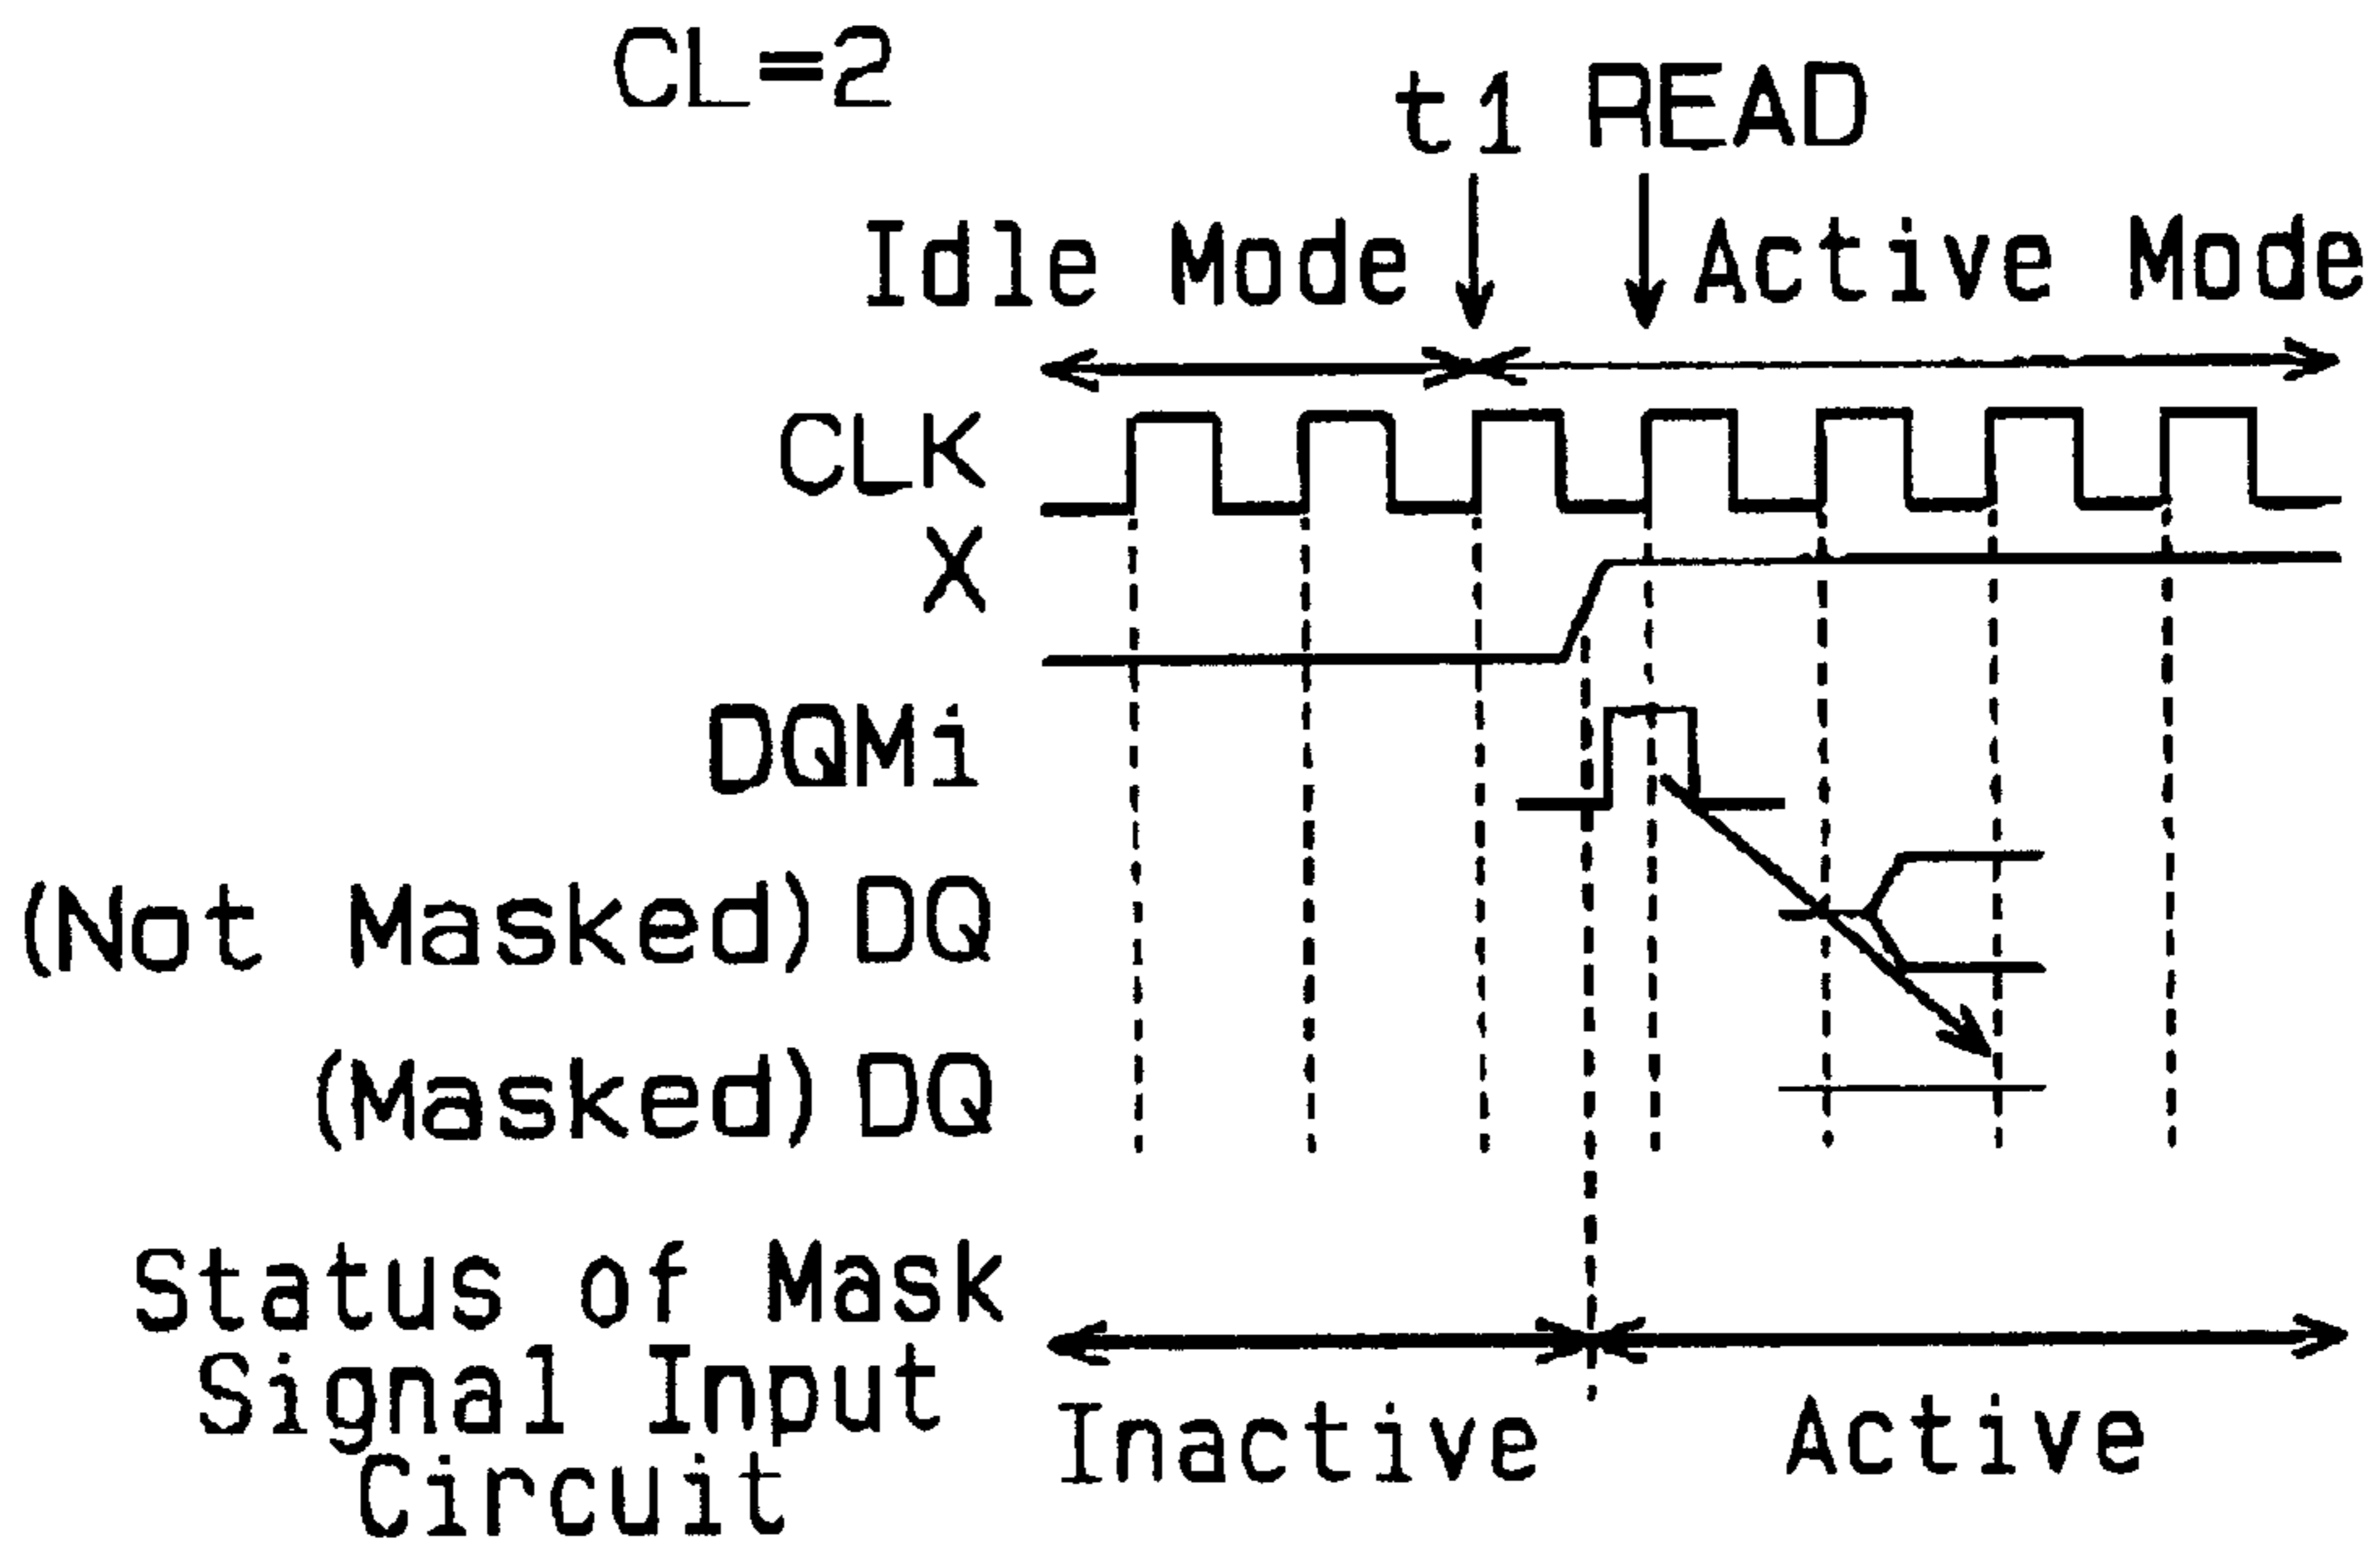 CL=2
t1 READ
Idle Mode Active Mode
CLK
X
DQMi
(Not Masked) DQ
(Masked) DQ
Status of Mask
Signal Input
Circuit
Inactive Active